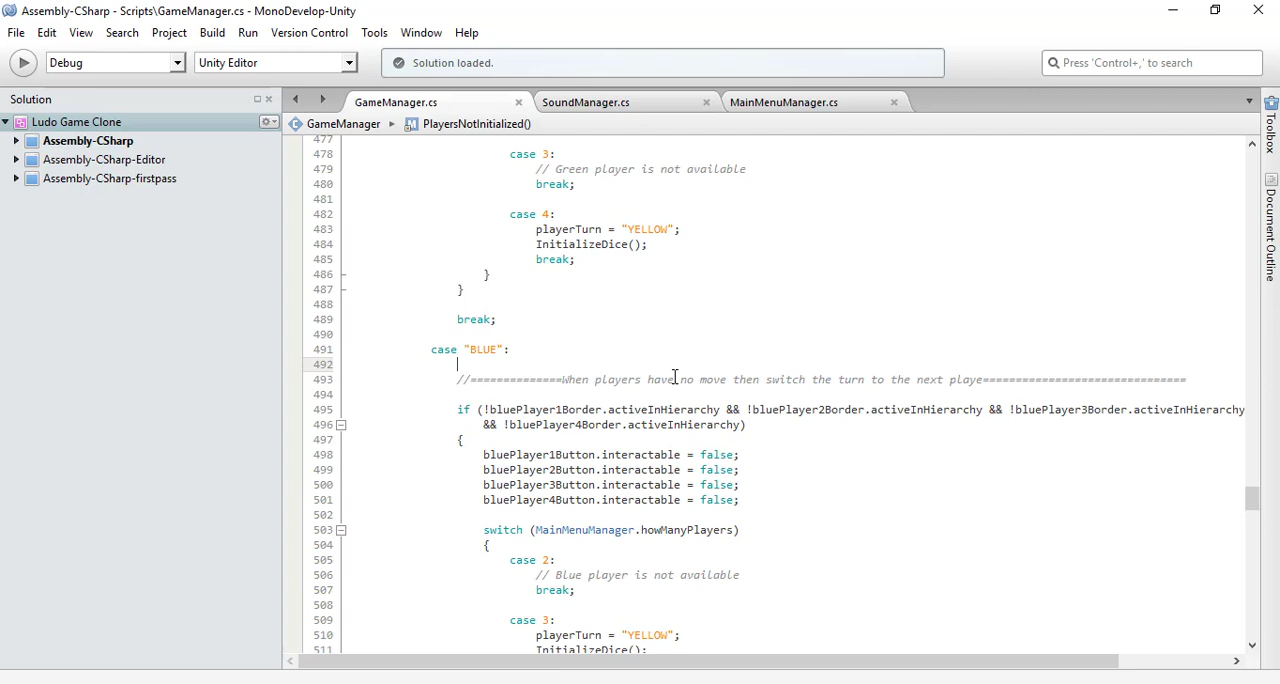 Assembly-CSharp - Scripts\GameManager.cs - MonoDevelop-Unity
File Edit View Search Project Build Run Version Control Tools Window Help
Debug Unity Editor Solution loaded. Press 'Control+,' to search
Solution GameManager.cs SoundManager.cs MainMenuManager.cs
Ludo Game Clone GameManager PlayersNotInitialized()
Assembly-CSharp
Assembly-CSharp-Editor
Assembly-CSharp-firstpass
Toolbox
Document Outline
477
478 case 3:
479 // Green player is not available
480 break;
481
482 case 4:
483 playerTurn = "YELLOW";
484 InitializeDice();
485 break;
486 }
487 }
488
489 break;
490
491 case "BLUE":
492
493 //==============When players have no move then switch the turn to the next playe===============================
494
495 if (!bluePlayer1Border.activeInHierarchy && !bluePlayer2Border.activeInHierarchy && !bluePlayer3Border.activeInHierarchy
496 && !bluePlayer4Border.activeInHierarchy)
497 {
498 bluePlayer1Button.interactable = false;
499 bluePlayer2Button.interactable = false;
500 bluePlayer3Button.interactable = false;
501 bluePlayer4Button.interactable = false;
502
503 switch (MainMenuManager.howManyPlayers)
504 {
505 case 2:
506 // Blue player is not available
507 break;
508
509 case 3:
510 playerTurn = "YELLOW";
511 InitializeDice();